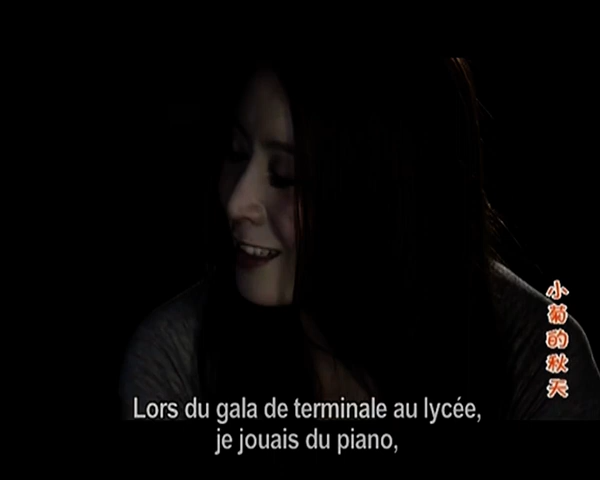 小菊的秋天
Lors du gala de terminale au lycée,
je jouais du piano,